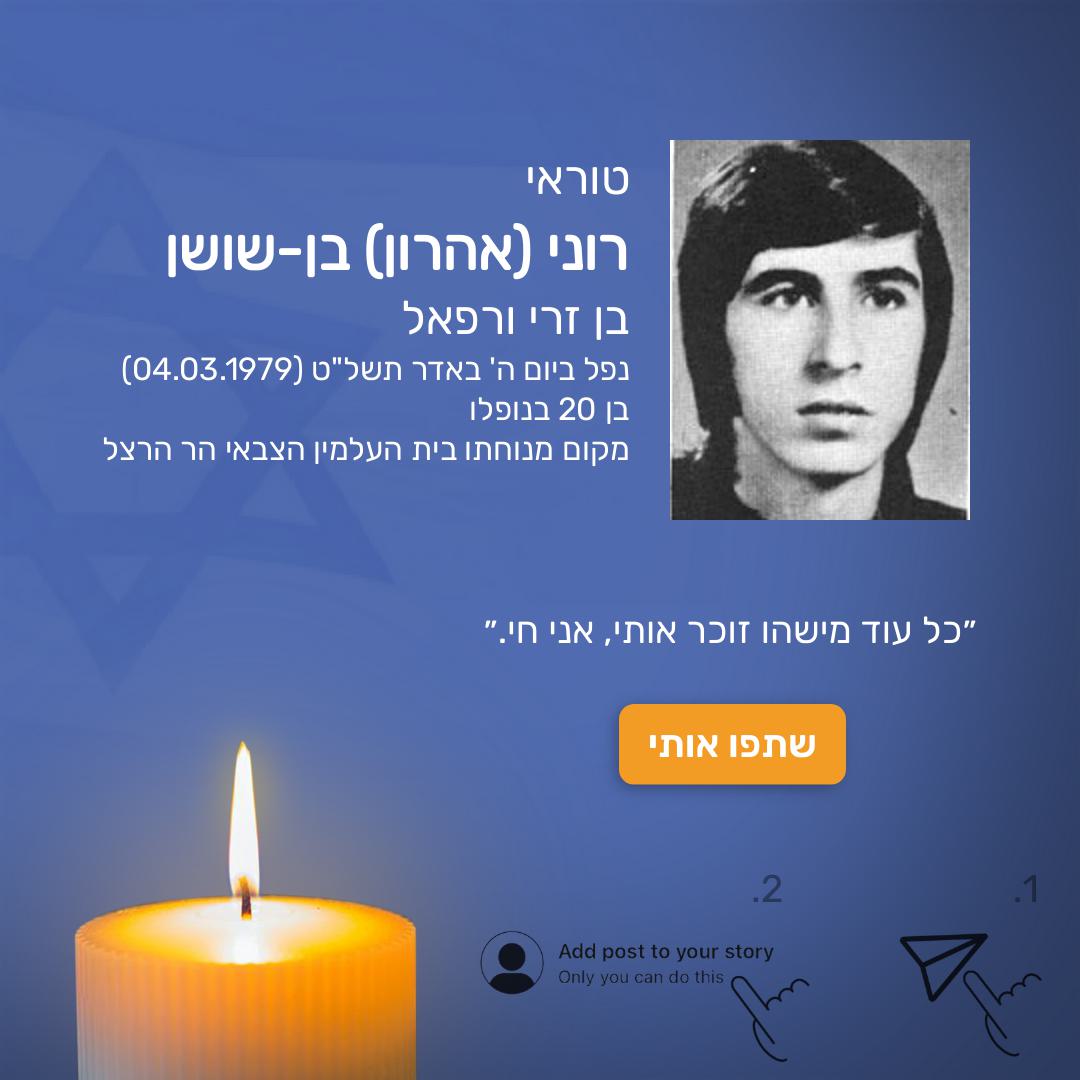 טוראי
רוני (אהרון) בן-שושן
בן זרי ורפאל
נפל ביום ה' באדר תשל"ט (04.03.1979)
בן 20 בנופלו
מקום מנוחתו בית העלמין הצבאי הר הרצל
״כל עוד מישהו זוכר אותי, אני חי.״
שתפו אותי
1.
2.
Add post to your story
Only you can do this